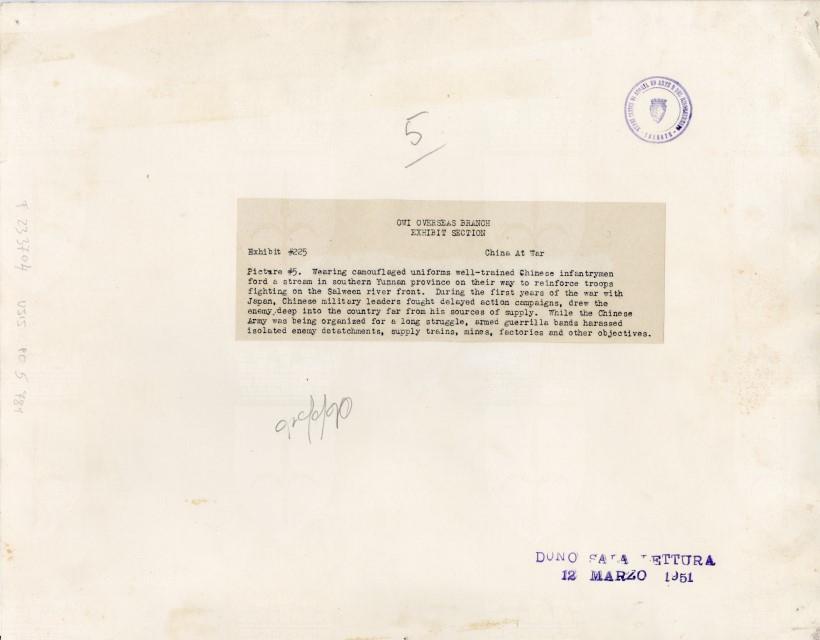 5
OWI OVERSEAS BRANCH
EXHIBIT SECTION
Exhibit #225 China At War
Picture #5. Wearing camouflaged uniforms well-trained Chinese infantrymen
ford a stream in southern Yunnan province on their way to reinforce troops
fighting on the Salween river front. During the first years of the war with
Japan, Chinese military leaders fought delayed action campaigns, drew the
enemy deep into the country far from his sources of supply. While the Chinese
Army was being organized for a long struggle, armed guerrilla bands harassed
isolated enemy detatchments, supply trains, mines, factories and other objectives.
DONO SALA LETTURA
12 MARZO 1951